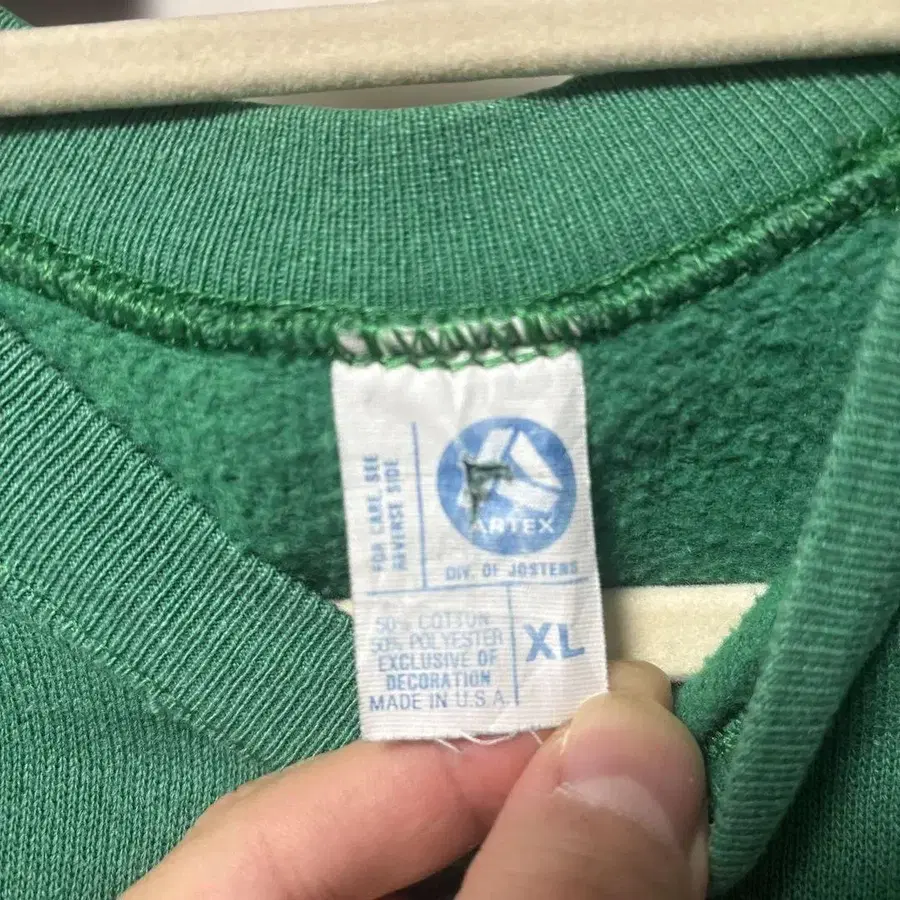 FOR CARE, SEE
REVERSE SIDE
ARTEX
DIV. OF JOSTENS
50% COTTON
50% POLYESTER
EXCLUSIVE OF
DECORATION
MADE IN U.S.A.
XL